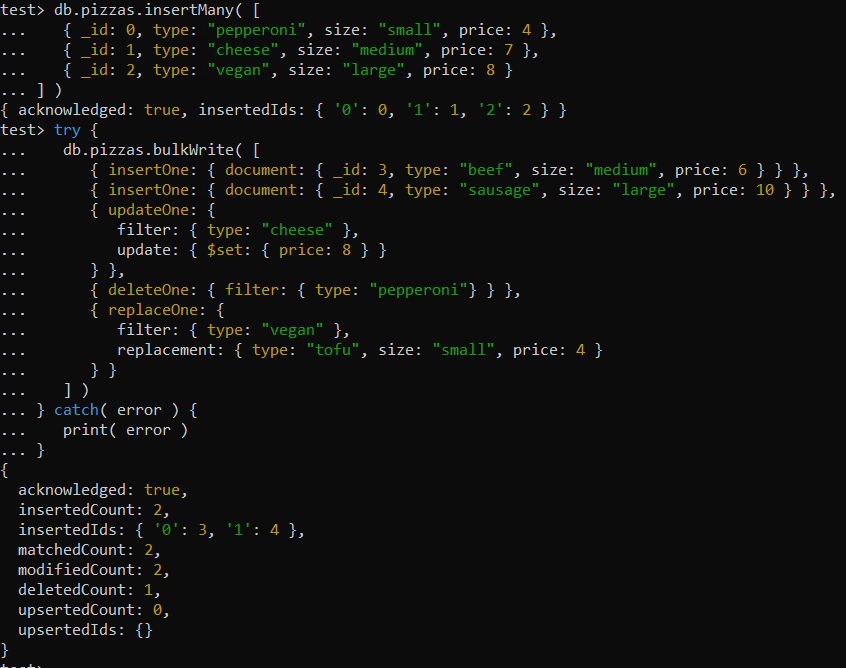 test> db.pizzas.insertMany( [
...    { _id: 0, type: "pepperoni", size: "small", price: 4 },
...    { _id: 1, type: "cheese", size: "medium", price: 7 },
...    { _id: 2, type: "vegan", size: "large", price: 8 }
... ] )
{ acknowledged: true, insertedIds: { '0': 0, '1': 1, '2': 2 } }
test> try {
...    db.pizzas.bulkWrite( [
...       { insertOne: { document: { _id: 3, type: "beef", size: "medium", price: 6 } } },
...       { insertOne: { document: { _id: 4, type: "sausage", size: "large", price: 10 } } },
...       { updateOne: {
...          filter: { type: "cheese" },
...          update: { $set: { price: 8 } }
...       } },
...       { deleteOne: { filter: { type: "pepperoni"} } },
...       { replaceOne: {
...          filter: { type: "vegan" },
...          replacement: { type: "tofu", size: "small", price: 4 }
...       } }
...    ] )
... } catch( error ) {
...    print( error )
... }
{
  acknowledged: true,
  insertedCount: 2,
  insertedIds: { '0': 3, '1': 4 },
  matchedCount: 2,
  modifiedCount: 2,
  deletedCount: 1,
  upsertedCount: 0,
  upsertedIds: {}
}
test>